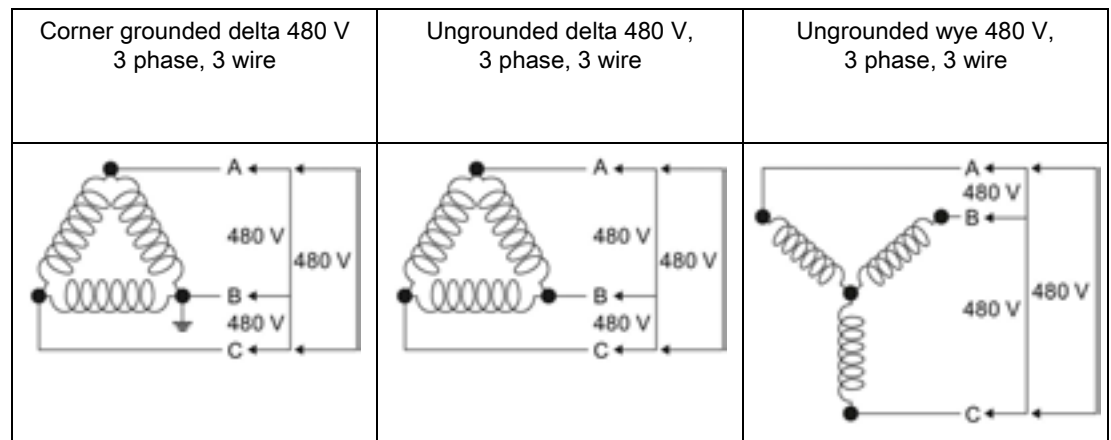 Corner grounded delta 480 V
3 phase, 3 wire
Ungrounded delta 480 V,
3 phase, 3 wire
Ungrounded wye 480 V,
3 phase, 3 wire
A
480 V
480 V
B
480 V
C
A
480 V
480 V
B
480 V
C
A
480 V
B
480 V
480 V
C